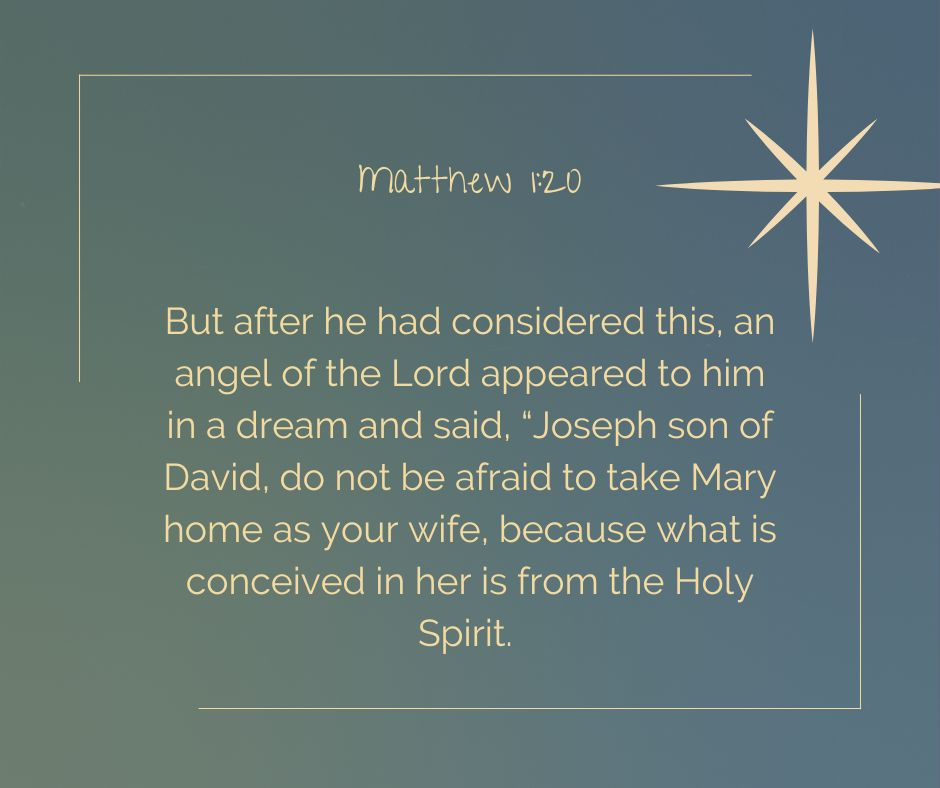 Matthew 1:20
But after he had considered this, an
angel of the Lord appeared to him
in a dream and said, “Joseph son of
David, do not be afraid to take Mary
home as your wife, because what is
conceived in her is from the Holy
Spirit.